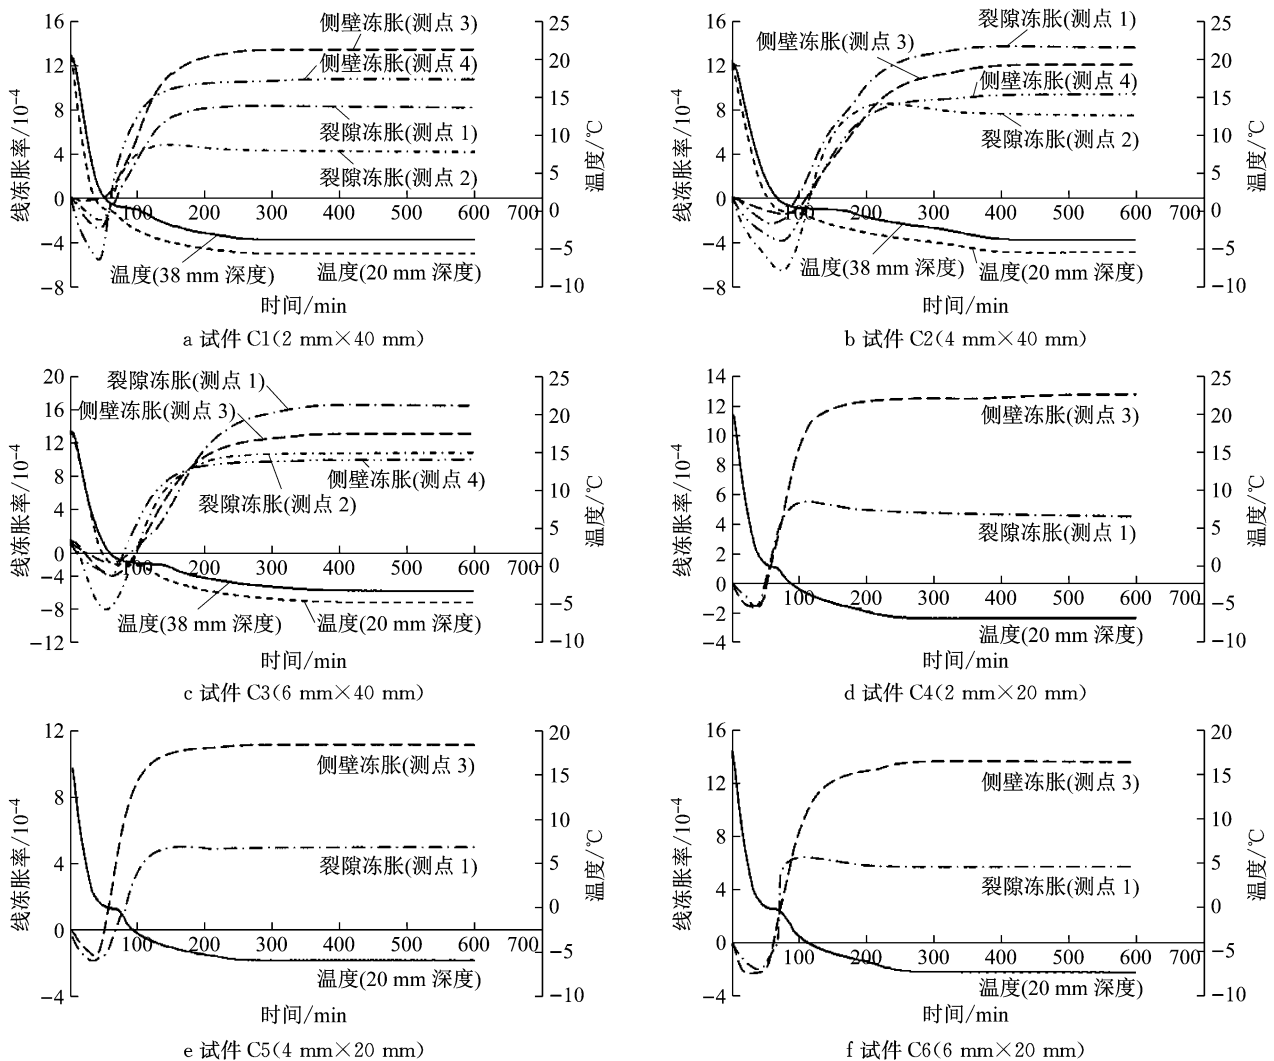 16
12
8
4
0
−4
−8
线冻胀率/10⁻⁴
25
20
15
10
5
0
−5
−10
温度/℃
侧壁冻胀(测点 3)
侧壁冻胀(测点 4)
裂隙冻胀(测点 1)
裂隙冻胀(测点 2)
100 200 300 400 500 600 700
温度(38 mm 深度)
温度(20 mm 深度)
时间/min
a 试件 C1(2 mm×40 mm)
16
12
8
4
0
−4
−8
线冻胀率/10⁻⁴
25
20
15
10
5
0
−5
−10
温度/℃
裂隙冻胀(测点 1)
侧壁冻胀(测点 3)
侧壁冻胀(测点 4)
裂隙冻胀(测点 2)
100 200 300 400 500 600 700
温度(38 mm 深度)
温度(20 mm 深度)
时间/min
b 试件 C2(4 mm×40 mm)
20
16
12
8
4
0
−4
−8
−12
线冻胀率/10⁻⁴
25
20
15
10
5
0
−5
−10
温度/℃
裂隙冻胀(测点 1)
侧壁冻胀(测点 3)
侧壁冻胀(测点 4)
裂隙冻胀(测点 2)
100 200 300 400 500 600 700
温度(38 mm 深度)
温度(20 mm 深度)
时间/min
c 试件 C3(6 mm×40 mm)
14
12
10
8
6
4
2
0
−2
−4
线冻胀率/10⁻⁴
25
20
15
10
5
0
−5
−10
温度/℃
侧壁冻胀(测点 3)
裂隙冻胀(测点 1)
100 200 300 400 500 600 700
温度(20 mm 深度)
时间/min
d 试件 C4(2 mm×20 mm)
12
8
4
0
−4
线冻胀率/10⁻⁴
20
15
10
5
0
−5
−10
温度/℃
侧壁冻胀(测点 3)
裂隙冻胀(测点 1)
100 200 300 400 500 600 700
温度(20 mm 深度)
时间/min
e 试件 C5(4 mm×20 mm)
16
12
8
4
0
−4
线冻胀率/10⁻⁴
20
15
10
5
0
−5
−10
温度/℃
侧壁冻胀(测点 3)
裂隙冻胀(测点 1)
100 200 300 400 500 600 700
温度(20 mm 深度)
时间/min
f 试件 C6(6 mm×20 mm)